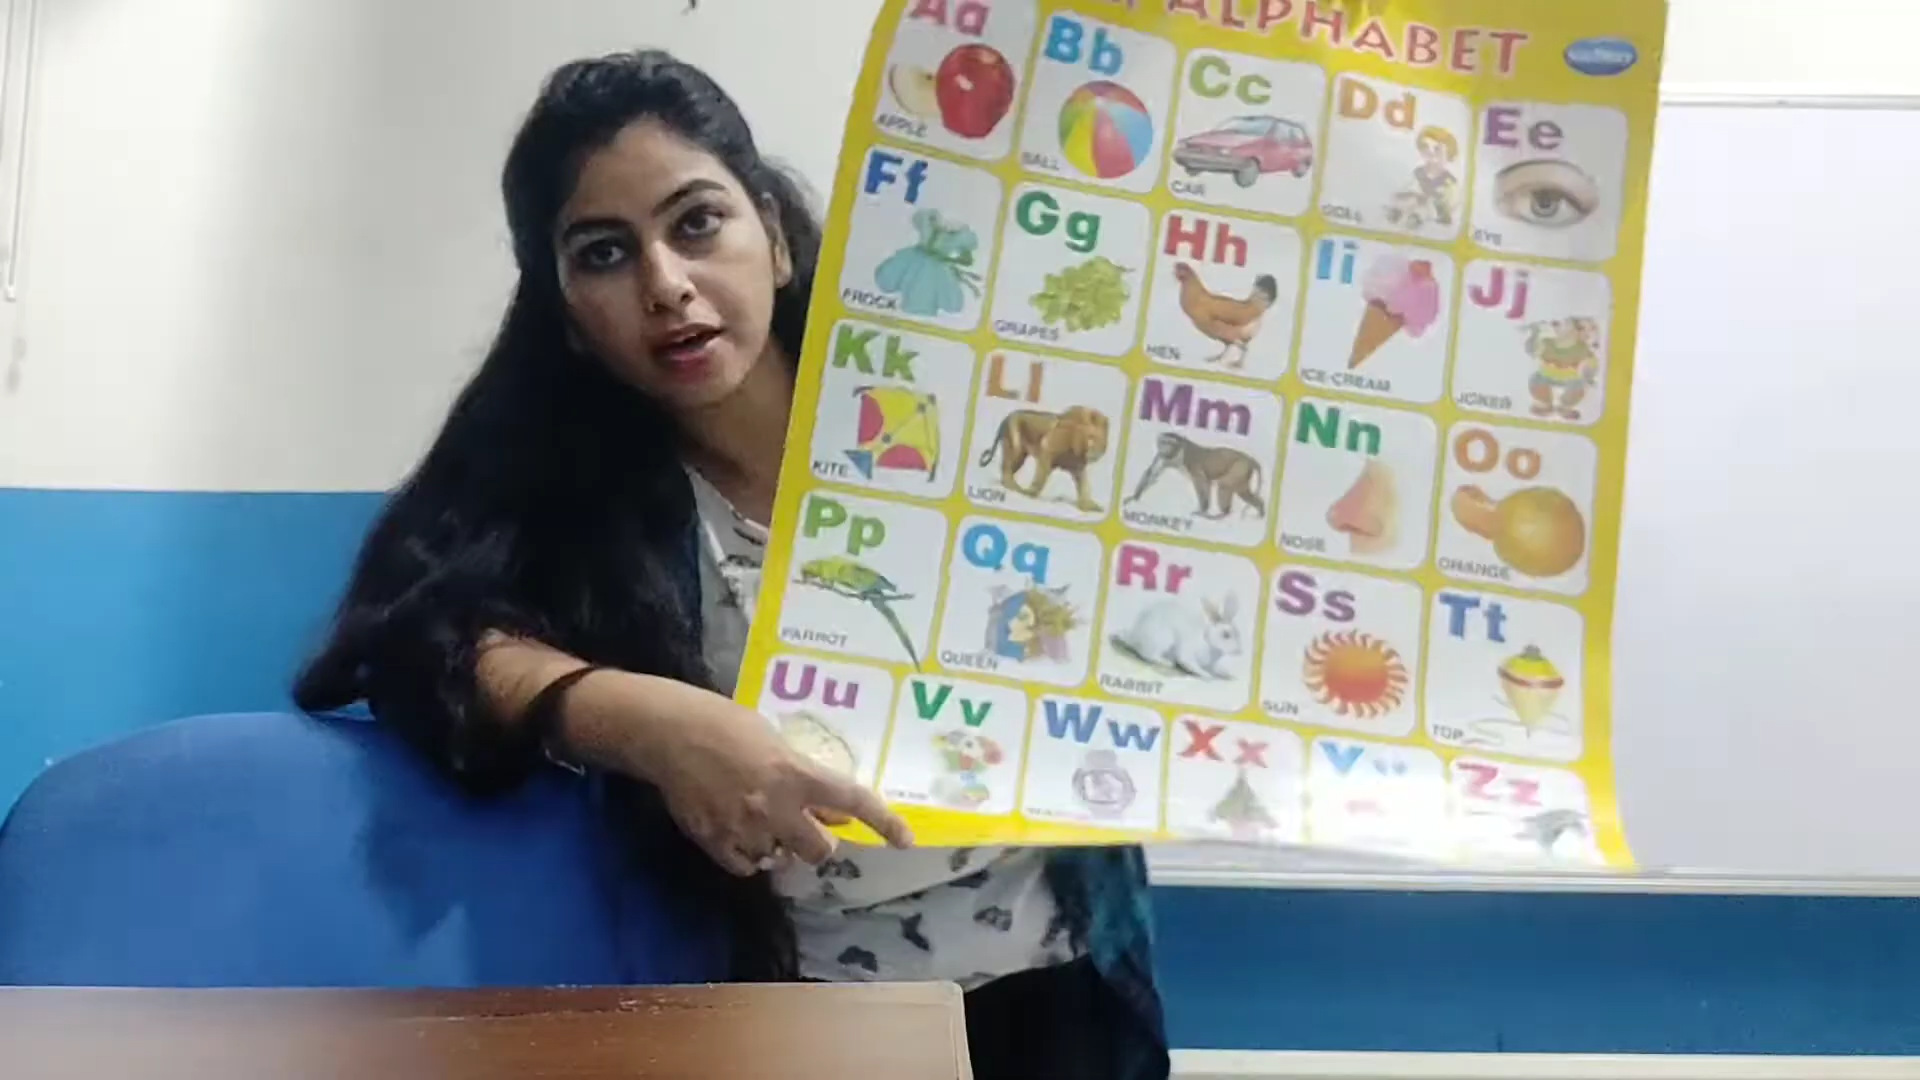 ALPHABET
Aa
APPLE
Bb
BALL
Cc
CAR
Dd
DOLL
Ee
EYE
Ff
FROCK
Gg
GRAPES
Hh
HEN
Ii
ICE-CREAM
Jj
JOKER
Kk
KITE
Ll
LION
Mm
MONKEY
Nn
NOSE
Oo
ORANGE
Pp
PARROT
Qq
QUEEN
Rr
RABBIT
Ss
SUN
Tt
TOP
Uu
Vv
Ww
Xx
Zz